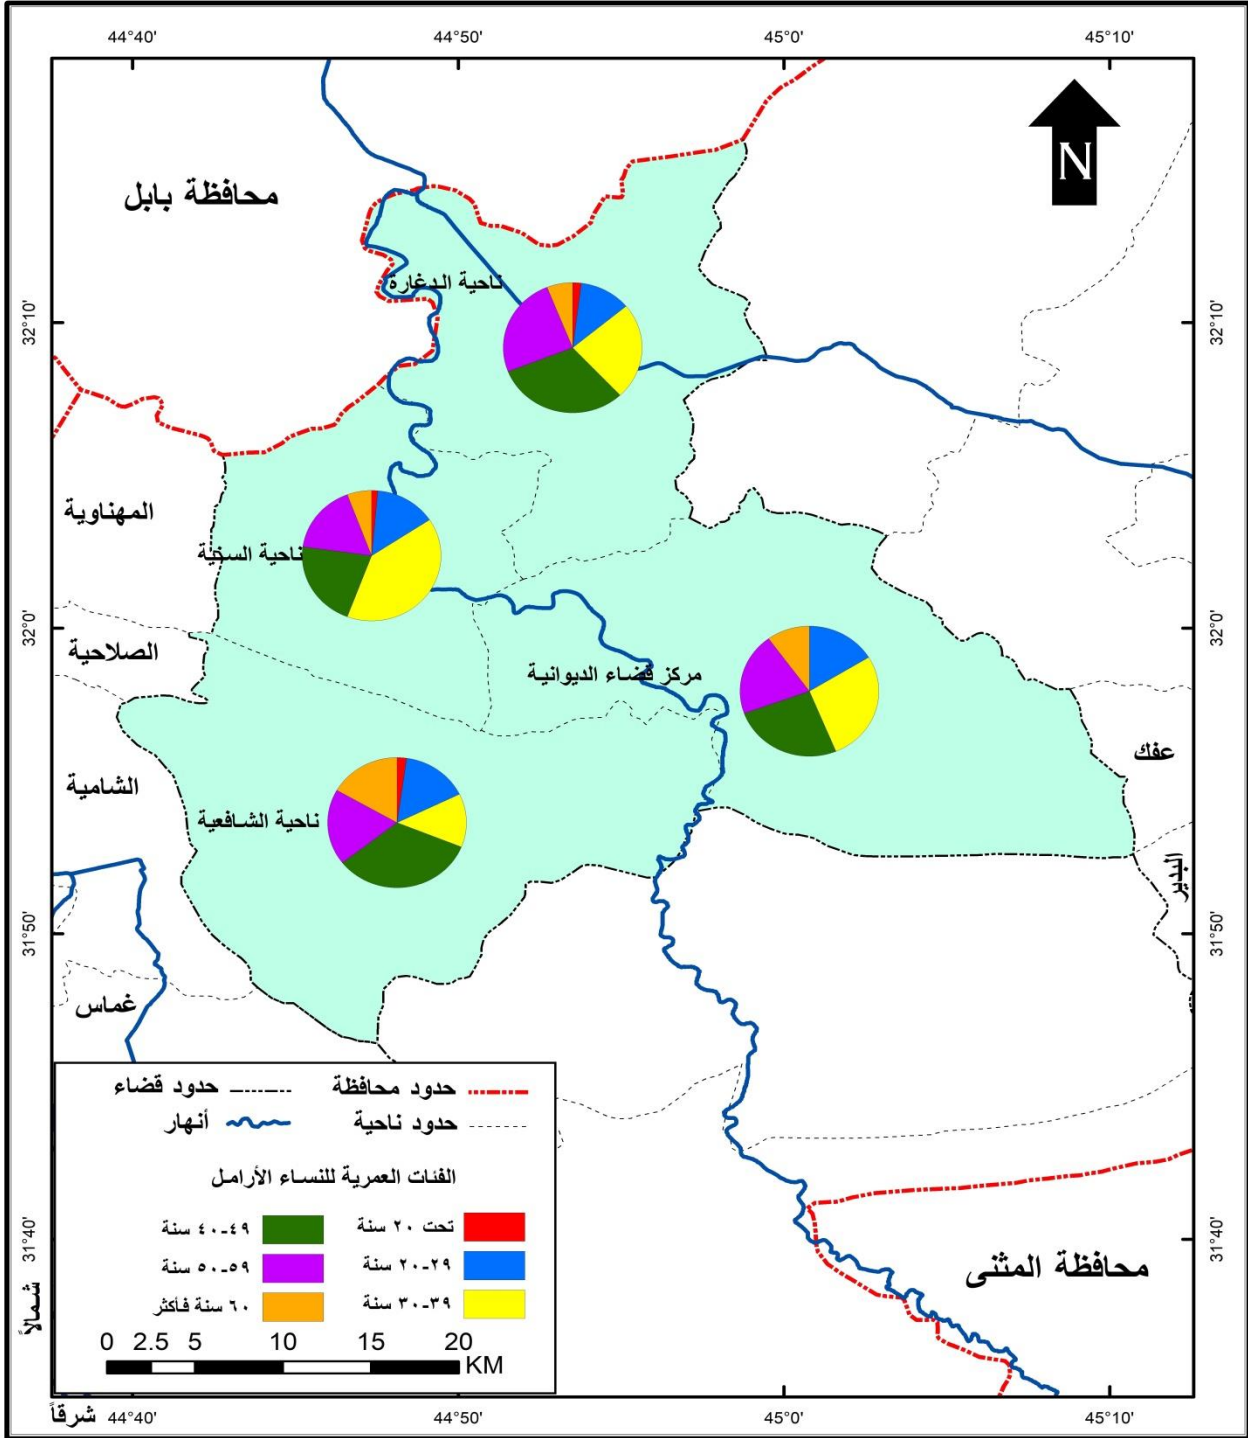 44°40' 44°50' 45°0' 45°10'
N
محافظة بابل
ناحية الدغارة
32°10' 32°10'
المهناوية
ناحية السنية
32°0' 32°0'
الصلاحية
مركز قضاء الديوانية
عفك
الشامية
ناحية الشافعية
البدير
31°50' 31°50'
غماس
حدود محافظة حدود قضاء
حدود ناحية أنهار
الفئات العمرية للنساء الأرامل
تحت ٢٠ سنة ٤٠-٤٩ سنة
٢٠-٢٩ سنة ٥٠-٥٩ سنة
٣٠-٣٩ سنة ٦٠ سنة فأكثر
31°40' 31°40'
محافظة المثنى
شمالاً
0 2.5 5 10 15 20
KM
شرقاً 44°40' 44°50' 45°0' 45°10'